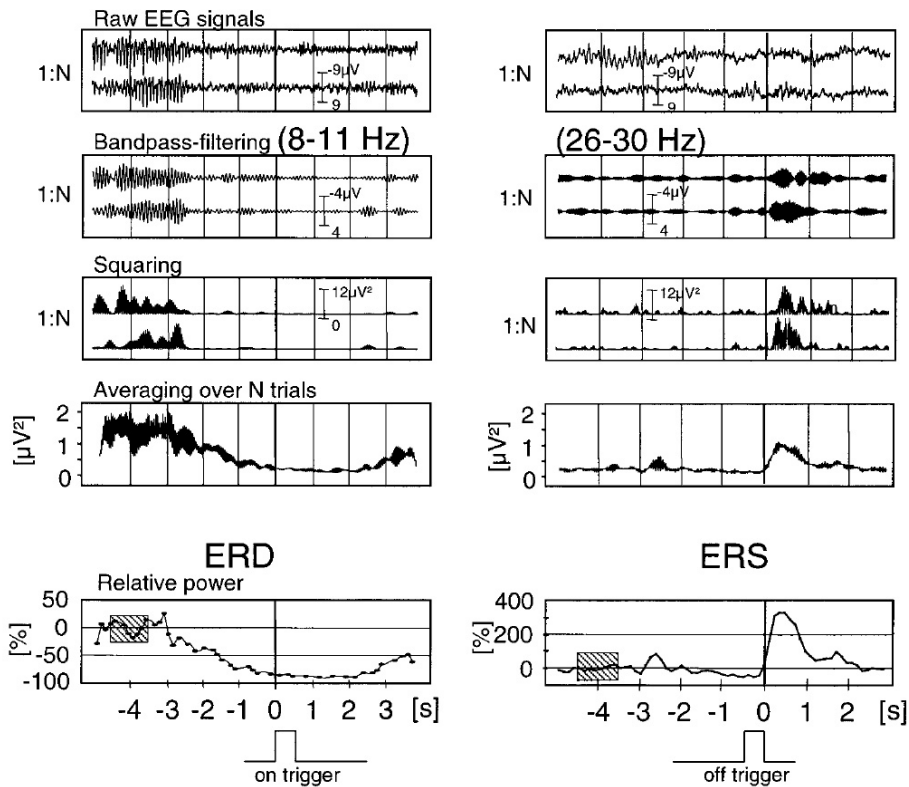 Raw EEG signals
1:N
-9µV
9
-9µV
9
1:N
Bandpass-filtering (8-11 Hz)
(26-30 Hz)
1:N
-4µV
4
-4µV
4
1:N
Squaring
1:N
12µV²
0
12µV²
1:N
Averaging over N trials
[µV²]
2
1
0
[µV²]
2
1
0
ERD
ERS
Relative power
[%]
50
0
-50
-100
[%]
400
200
0
-4 -3 -2 -1 0 1 2 3 [s]
-4 -3 -2 -1 0 1 2 [s]
on trigger
off trigger